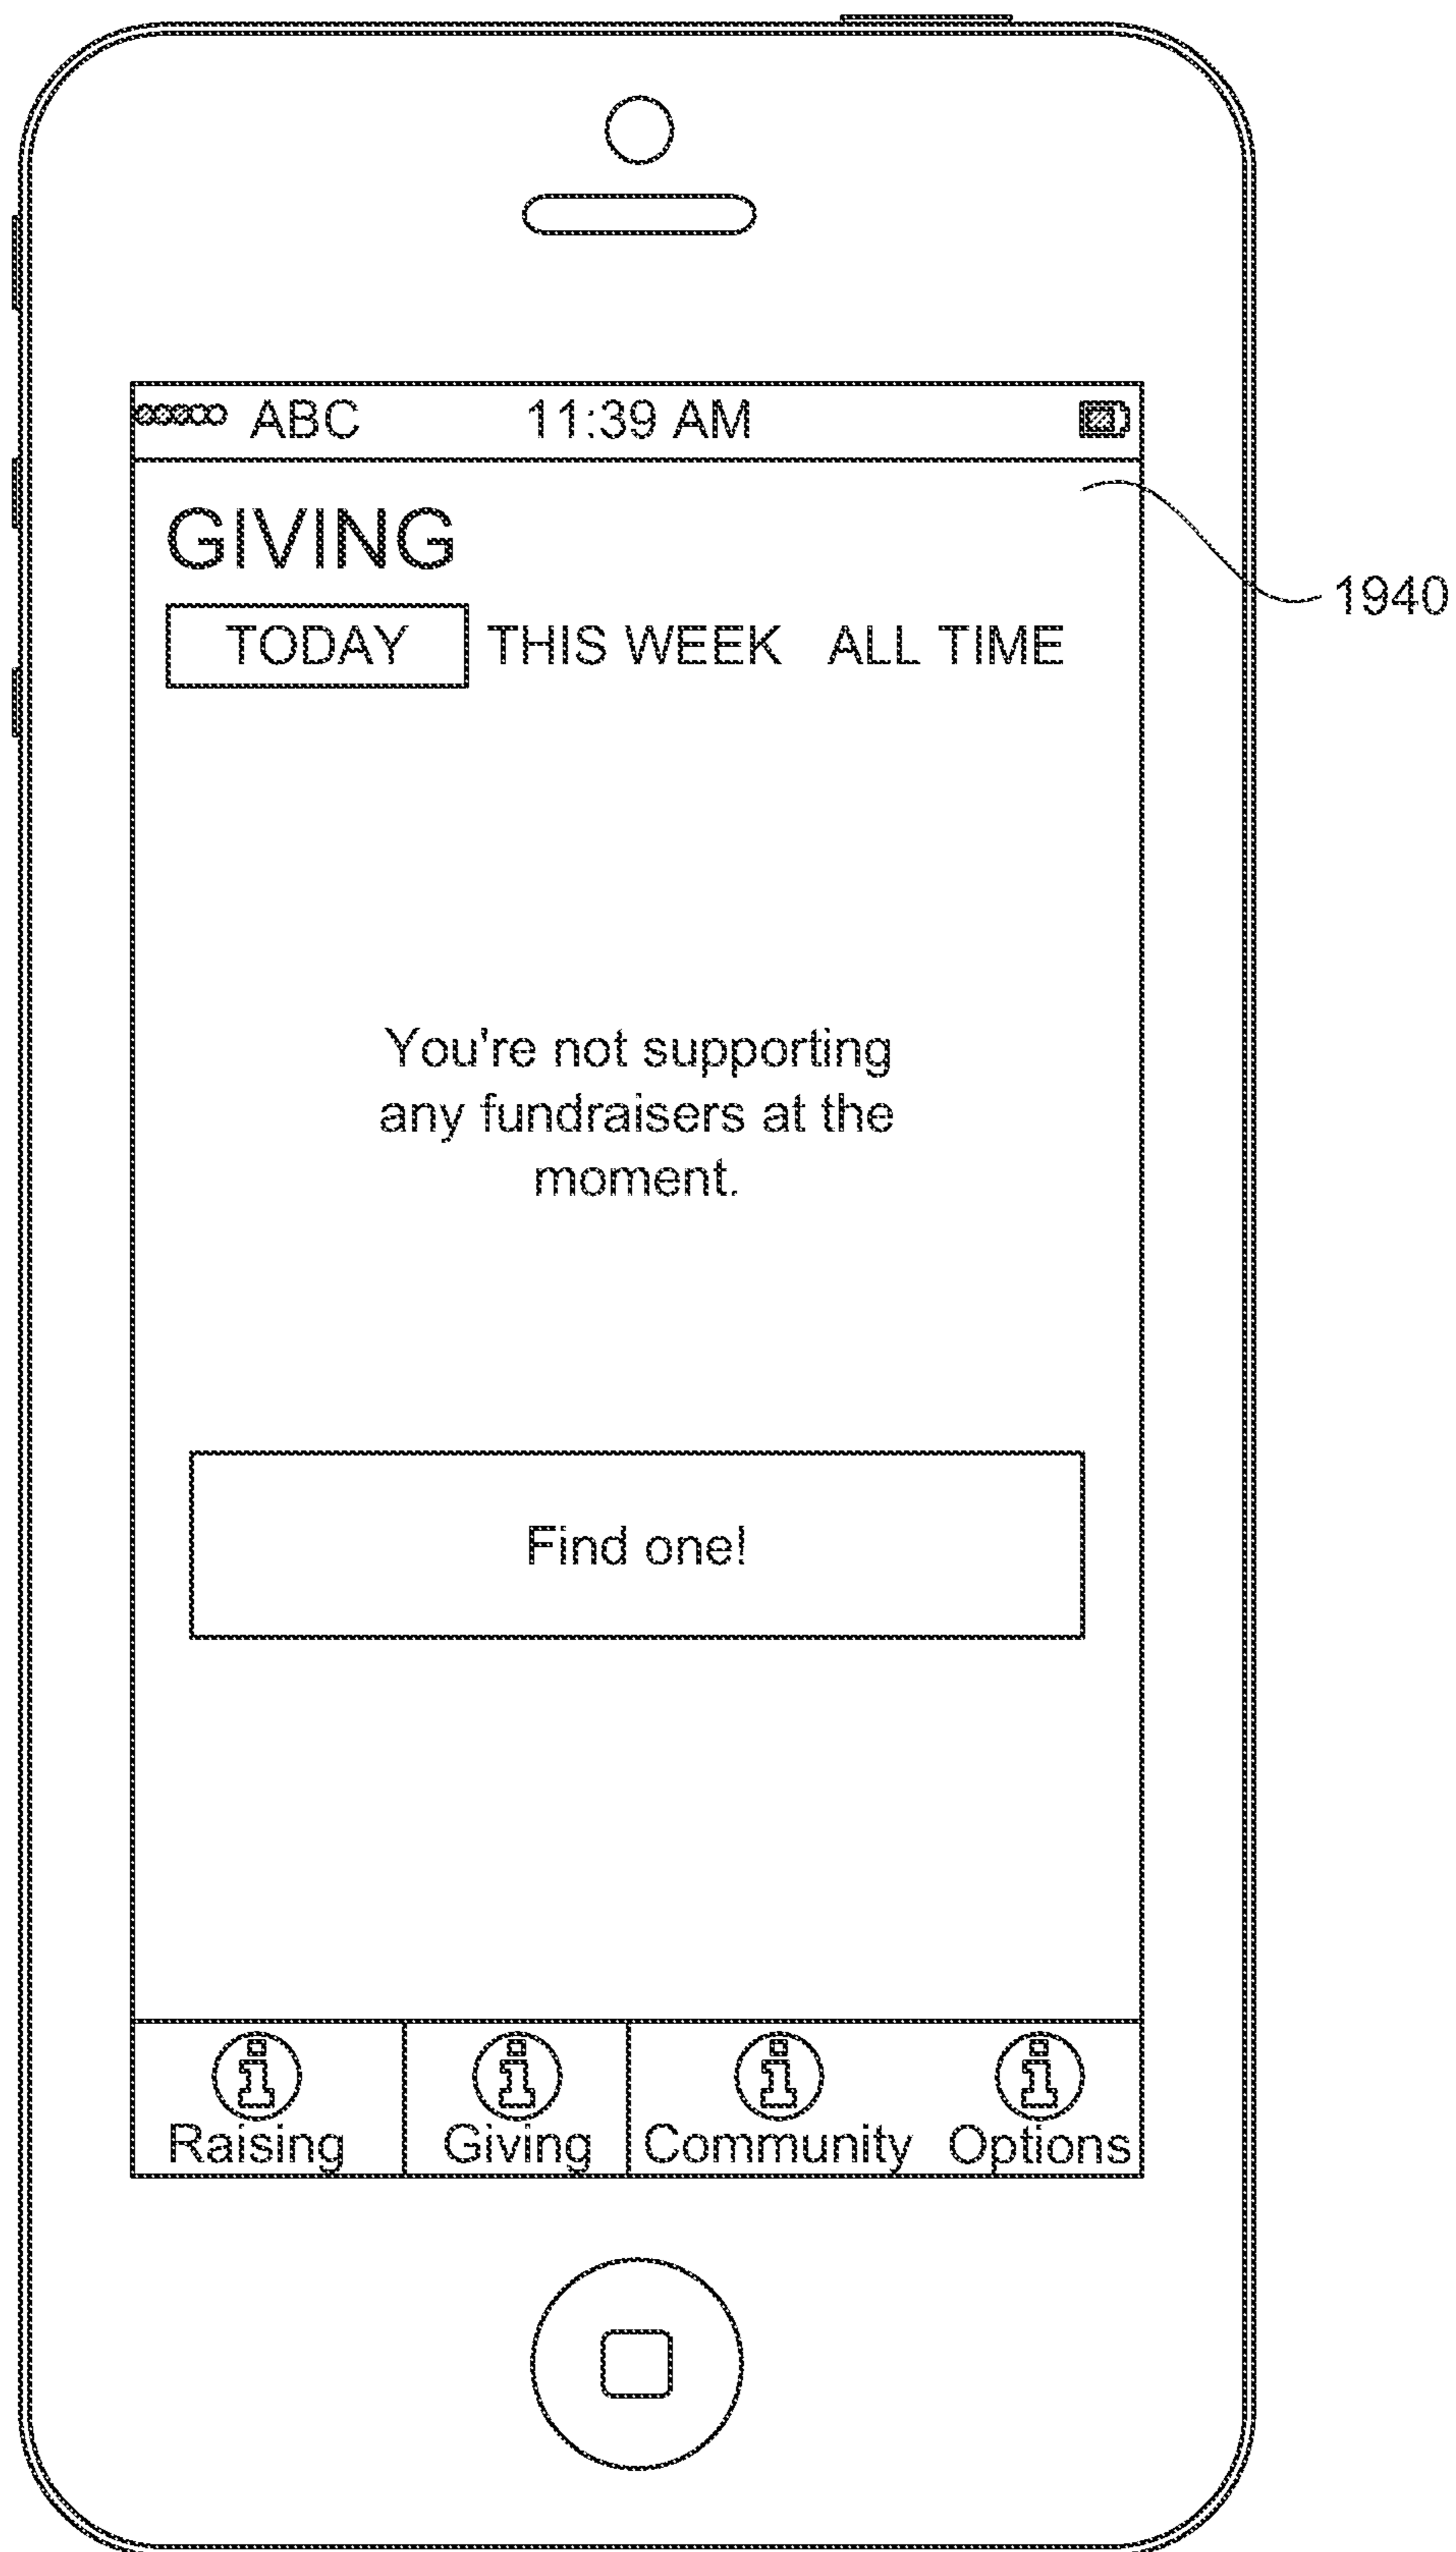 ABC 11:39 AM
GIVING
1940
TODAY THIS WEEK ALL TIME
You're not supporting
any fundraisers at the
moment.
Find one!
Raising Giving Community Options